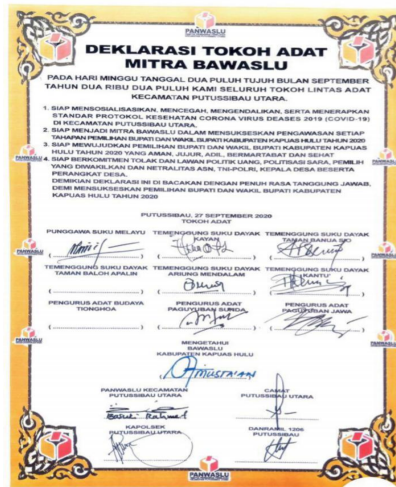 PANWASLU
DEKLARASI TOKOH ADAT
MITRA BAWASLU
PADA HARI MINGGU TANGGAL DUA PULUH TUJUH BULAN SEPTEMBER
TAHUN DUA RIBU DUA PULUH KAMI SELURUH TOKOH LINTAS ADAT
KECAMATAN PUTUSSIBAU UTARA.
1. SIAP MENSOSIALISASIKAN, MENCEGAH, MENGENDALIKAN, SERTA MENERAPKAN
STANDAR PROTOKOL KESEHATAN CORONA VIRUS DEASES 2019 (COVID-19)
DI KECAMATAN PUTUSSIBAU UTARA.
2. SIAP MENJADI MITRA BAWASLU DALAM MENSUKSESKAN PENGAWASAN SETIAP
TAHAPAN PEMILIHAN BUPATI DAN WAKIL BUPATI KABUPATEN KAPUAS HULU TAHUN 2020
3. SIAP MEWUJUDKAN PEMILIHAN BUPATI DAN WAKIL BUPATI KABUPATEN KAPUAS
HULU TAHUN 2020 YANG AMAN, JUJUR, ADIL, BERMARTABAT DAN SEHAT
4. SIAP BERKOMITMEN TOLAK DAN LAWAN POLITIK UANG, POLITISASI SARA, PEMILIH
YANG DIWAKILKAN DAN NETRALITAS ASN, TNI-POLRI, KEPALA DESA BESERTA
PERANGKAT DESA.
DEMIKIAN DEKLARASI INI DI BACAKAN DENGAN PENUH RASA TANGGUNG JAWAB,
DEMI MENSUKSESKAN PEMILIHAN BUPATI DAN WAKIL BUPATI KABUPATEN
KAPUAS HULU TAHUN 2020
PUTUSSIBAU, 27 SEPTEMBER 2020
TOKOH ADAT
PUNGGAWA SUKU MELAYU TEMENGGUNG SUKU DAYAK KAYAN TEMENGGUNG SUKU DAYAK TAMAN BANUA SIO
TEMENGGUNG SUKU DAYAK TAMAN BALOH APALIN TEMENGGUNG SUKU DAYAK ARIUNG MENDALAM TEMENGGUNG SUKU DAYAK KANTU'
PENGURUS ADAT BUDAYA TIONGHOA PENGURUS ADAT PAGUYUBAN SUNDA PENGURUS ADAT PAGUYUBAN JAWA
MENGETAHUI
BAWASLU
KABUPATEN KAPUAS HULU
PANWASLU KECAMATAN PUTUSSIBAU UTARA CAMAT PUTUSSIBAU UTARA
KAPOLSEK PUTUSSIBAU UTARA DANRAMIL 1206 PUTUSSIBAU
PANWASLU